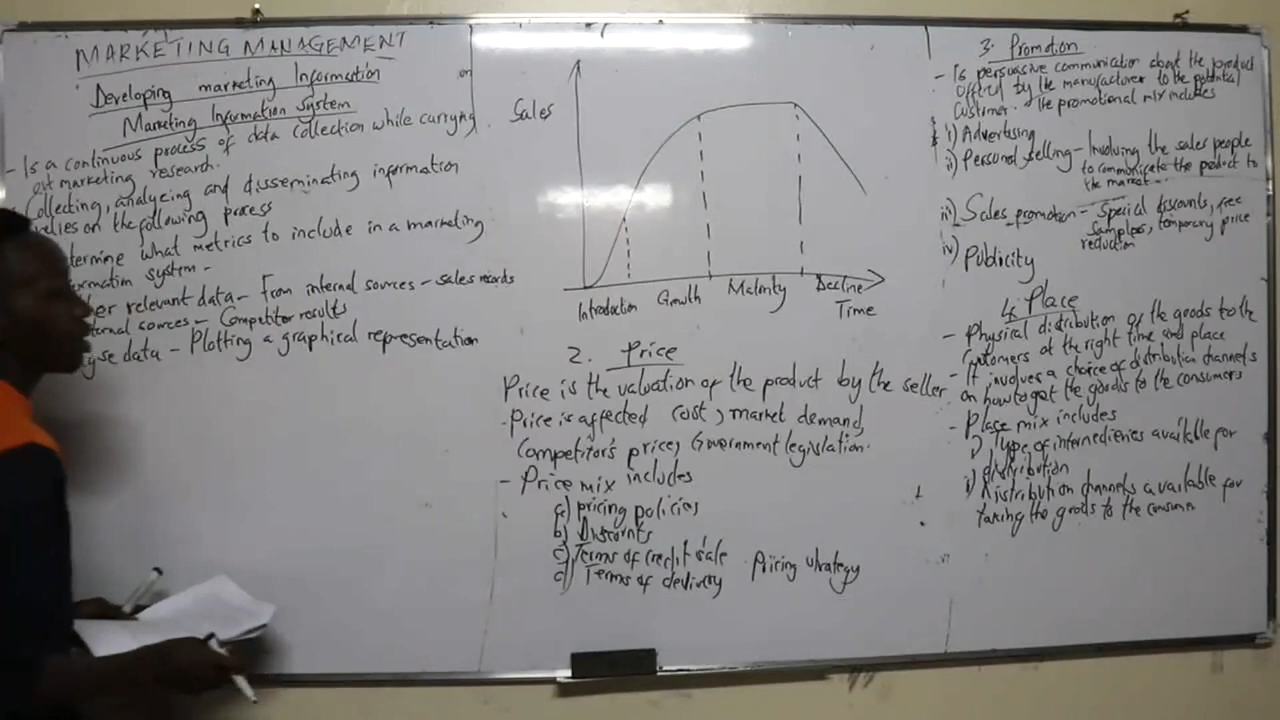 MARKETING MANAGEMENT
Developing marketing Information
on
Marketing Information System
- Is a continuous process of data collection while carrying
out marketing research.
Collecting, analyzing and disseminating information
relies on the following process
termine what metrics to include in a marketing
system -
her relevant data - From internal sources - sales records
ternal sources - Competitor results
yse data - Plotting a graphical representation
Sales
Introduction Growth Maturity Decline
Time
2. Price
Price is the valuation of the product by the seller
- Price is affected cost, market demand,
Competitor's price, Government legislation.
- Price mix includes
a) pricing policies
b) Discounts
c) Terms of credit sale
d) Terms of delivery
Pricing strategy
3. Promotion
- Is persuasive communication about the product
offered by the manufacturer to the potential
Customer. The promotional mix includes
i) Advertising
ii) Personal selling - Involving the sales people
to communicate the product to
the market.
iii) Sales promotion - Special discounts, free
samples, temporary price
reduction
iv) Publicity
4. Place
- Physical distribution of the goods to the
Customers at the right time and place
- It involves a choice of distribution channels
on how to get the goods to the consumers
- Place mix includes
i) Type of intermedieries available for
distribution
ii) Distribution channels available for
taking the goods to the consumer